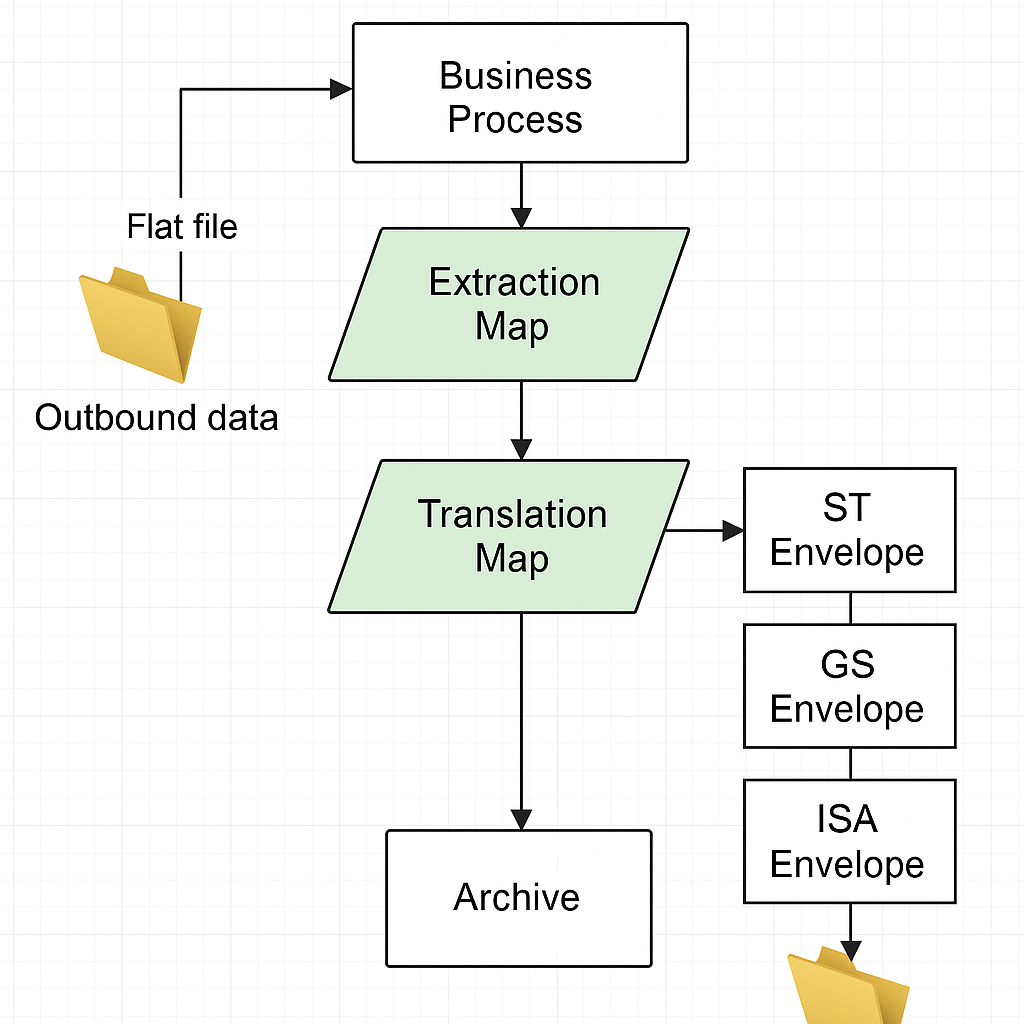 Business
Process
Flat file
Extraction
Map
Outbound data
Translation
Map
ST
Envelope
GS
Envelope
ISA
Envelope
Archive